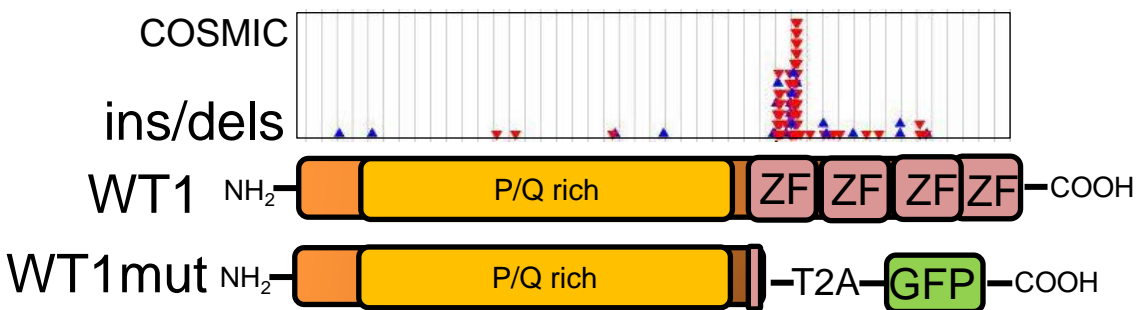 COSMIC
ins/dels
WT1 NH₂ P/Q rich ZF ZF ZF ZF COOH
WT1mut NH₂ P/Q rich T2A GFP COOH